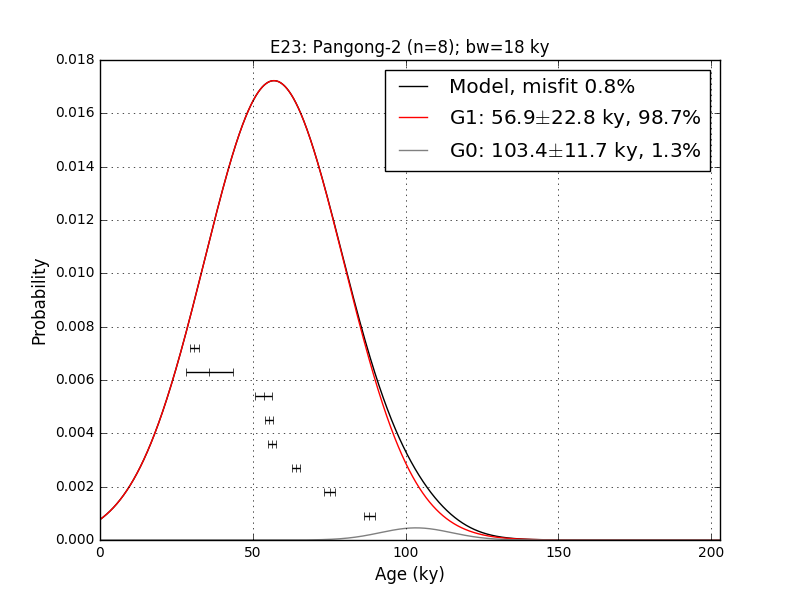 E23: Pangong-2 (n=8); bw=18 ky
Model, misfit 0.8%
G1: 56.9±22.8 ky, 98.7%
G0: 103.4±11.7 ky, 1.3%
0.018
0.016
0.014
0.012
0.010
0.008
0.006
0.004
0.002
0.000
Probability
0 50 100 150 200
Age (ky)